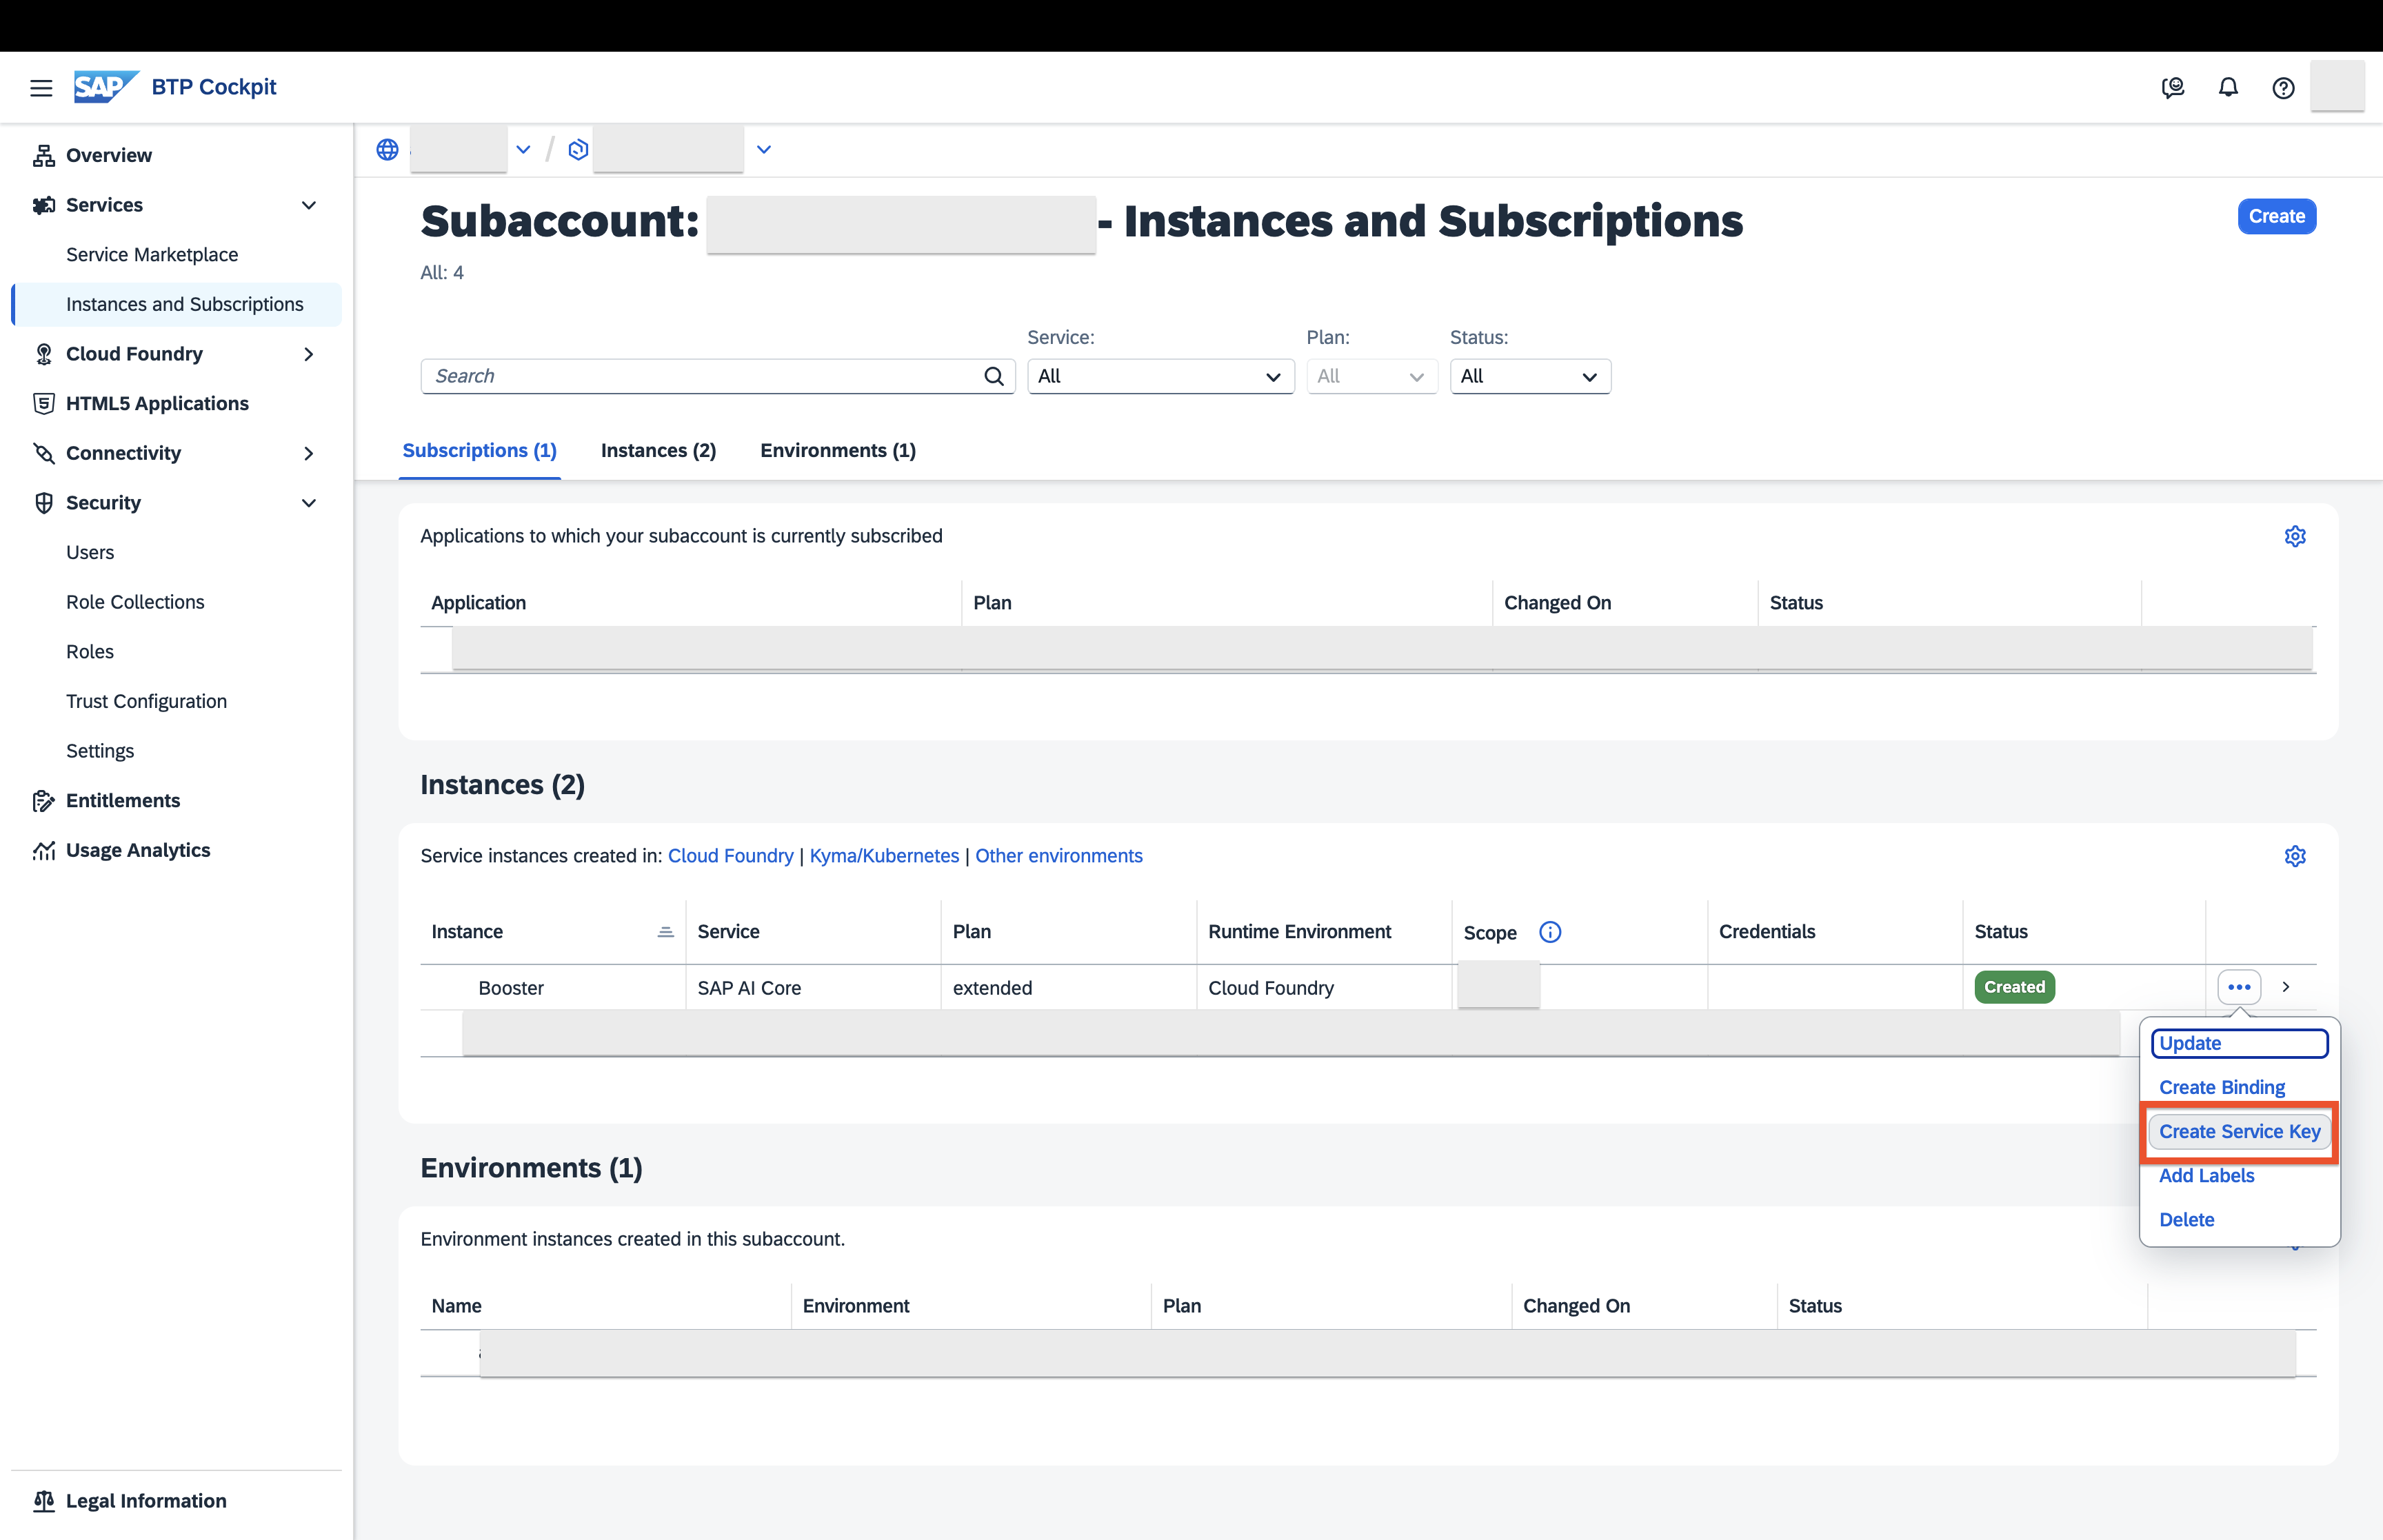 SAP BTP Cockpit
Overview
Services
Service Marketplace
Instances and Subscriptions
Cloud Foundry
HTML5 Applications
Connectivity
Security
Users
Role Collections
Roles
Trust Configuration
Settings
Entitlements
Usage Analytics
Legal Information
Subaccount: - Instances and Subscriptions
Create
All: 4
Service: Plan: Status:
Search All All All
Subscriptions (1) Instances (2) Environments (1)
Applications to which your subaccount is currently subscribed
Application Plan Changed On Status
Instances (2)
Service instances created in: Cloud Foundry | Kyma/Kubernetes | Other environments
Instance Service Plan Runtime Environment Scope Credentials Status
Booster SAP AI Core extended Cloud Foundry Created
Update
Create Binding
Create Service Key
Add Labels
Delete
Environments (1)
Environment instances created in this subaccount.
Name Environment Plan Changed On Status